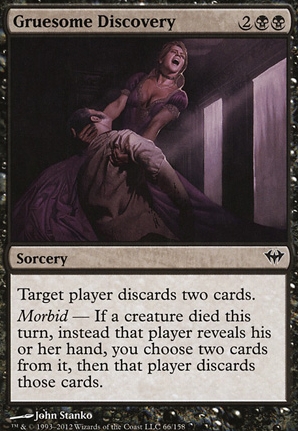 Gruesome Discovery 2
Sorcery
Target player discards two cards.
Morbid — If a creature died this
turn, instead that player reveals his
or her hand, you choose two cards
from it, then that player discards
those cards.
John Stanko
™ & © 1993–2012 Wizards of the Coast LLC 66/158